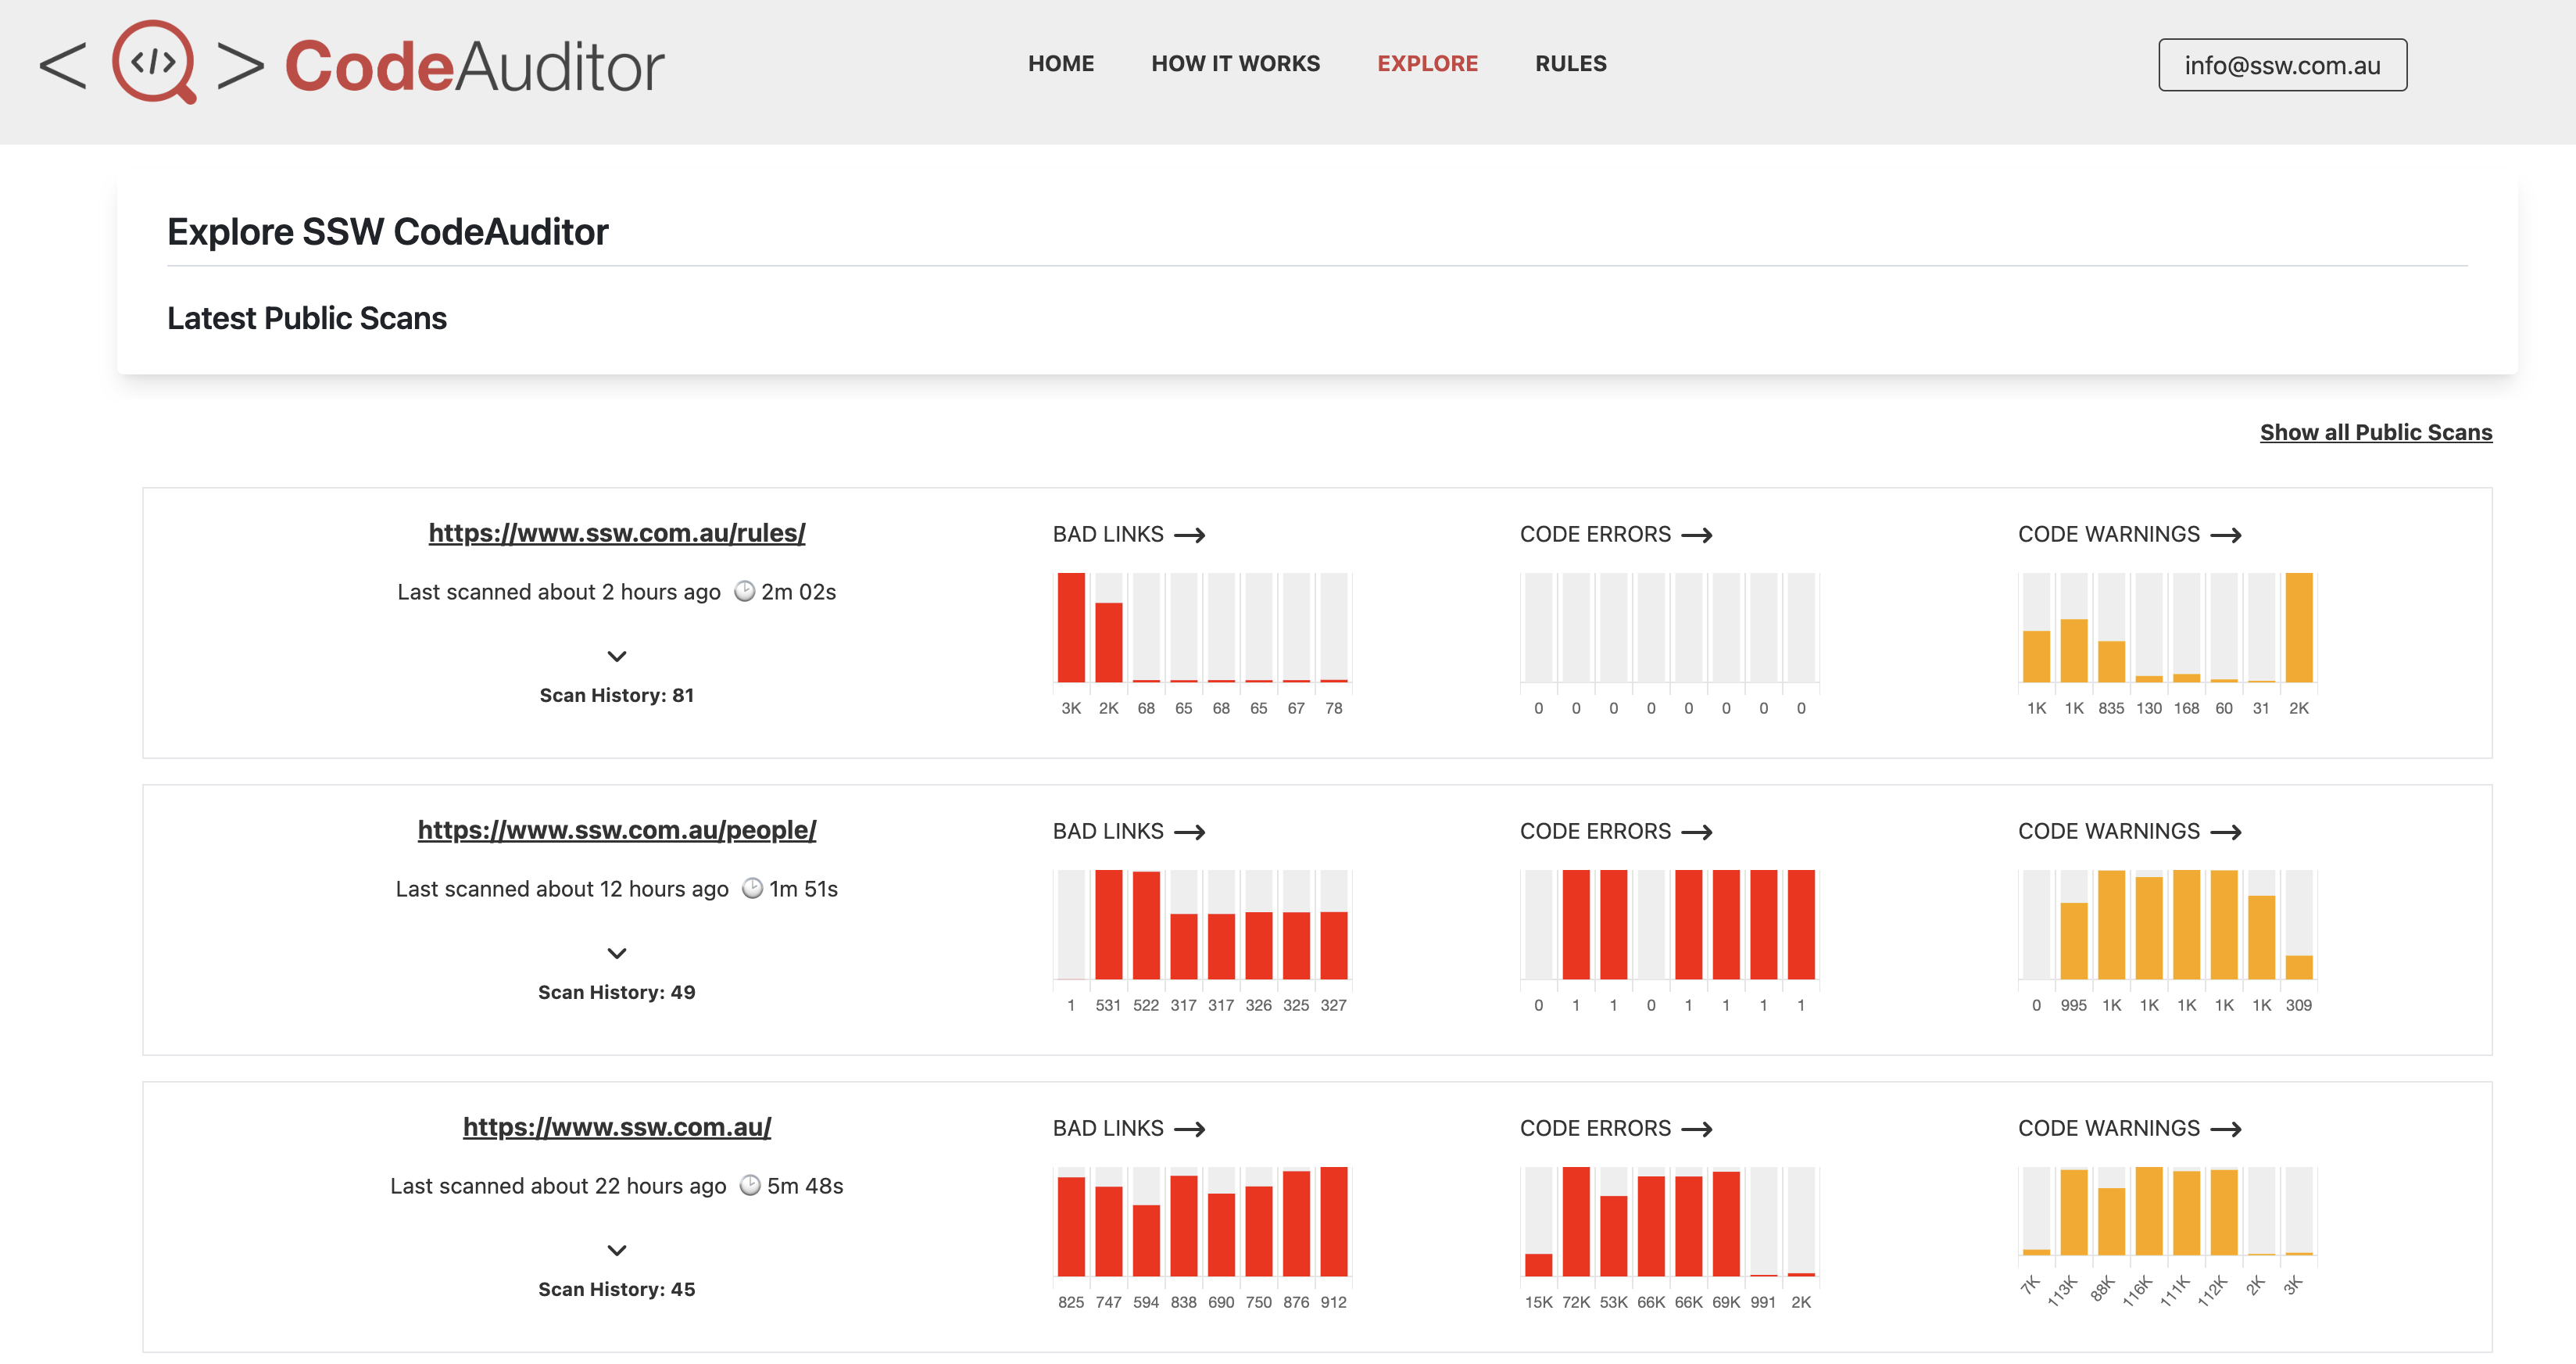 < </> > CodeAuditor
HOME HOW IT WORKS EXPLORE RULES
info@ssw.com.au
Explore SSW CodeAuditor
Latest Public Scans
Show all Public Scans
https://www.ssw.com.au/rules/
Last scanned about 2 hours ago 2m 02s
Scan History: 81
BAD LINKS →
3K 2K 68 65 68 65 67 78
CODE ERRORS →
0 0 0 0 0 0 0 0
CODE WARNINGS →
1K 1K 835 130 168 60 31 2K
https://www.ssw.com.au/people/
Last scanned about 12 hours ago 1m 51s
Scan History: 49
BAD LINKS →
1 531 522 317 317 326 325 327
CODE ERRORS →
0 1 1 0 1 1 1 1
CODE WARNINGS →
0 995 1K 1K 1K 1K 1K 309
https://www.ssw.com.au/
Last scanned about 22 hours ago 5m 48s
Scan History: 45
BAD LINKS →
825 747 594 838 690 750 876 912
CODE ERRORS →
15K 72K 53K 66K 66K 69K 991 2K
CODE WARNINGS →
7K 113K 88K 116K 111K 112K 2K 3K